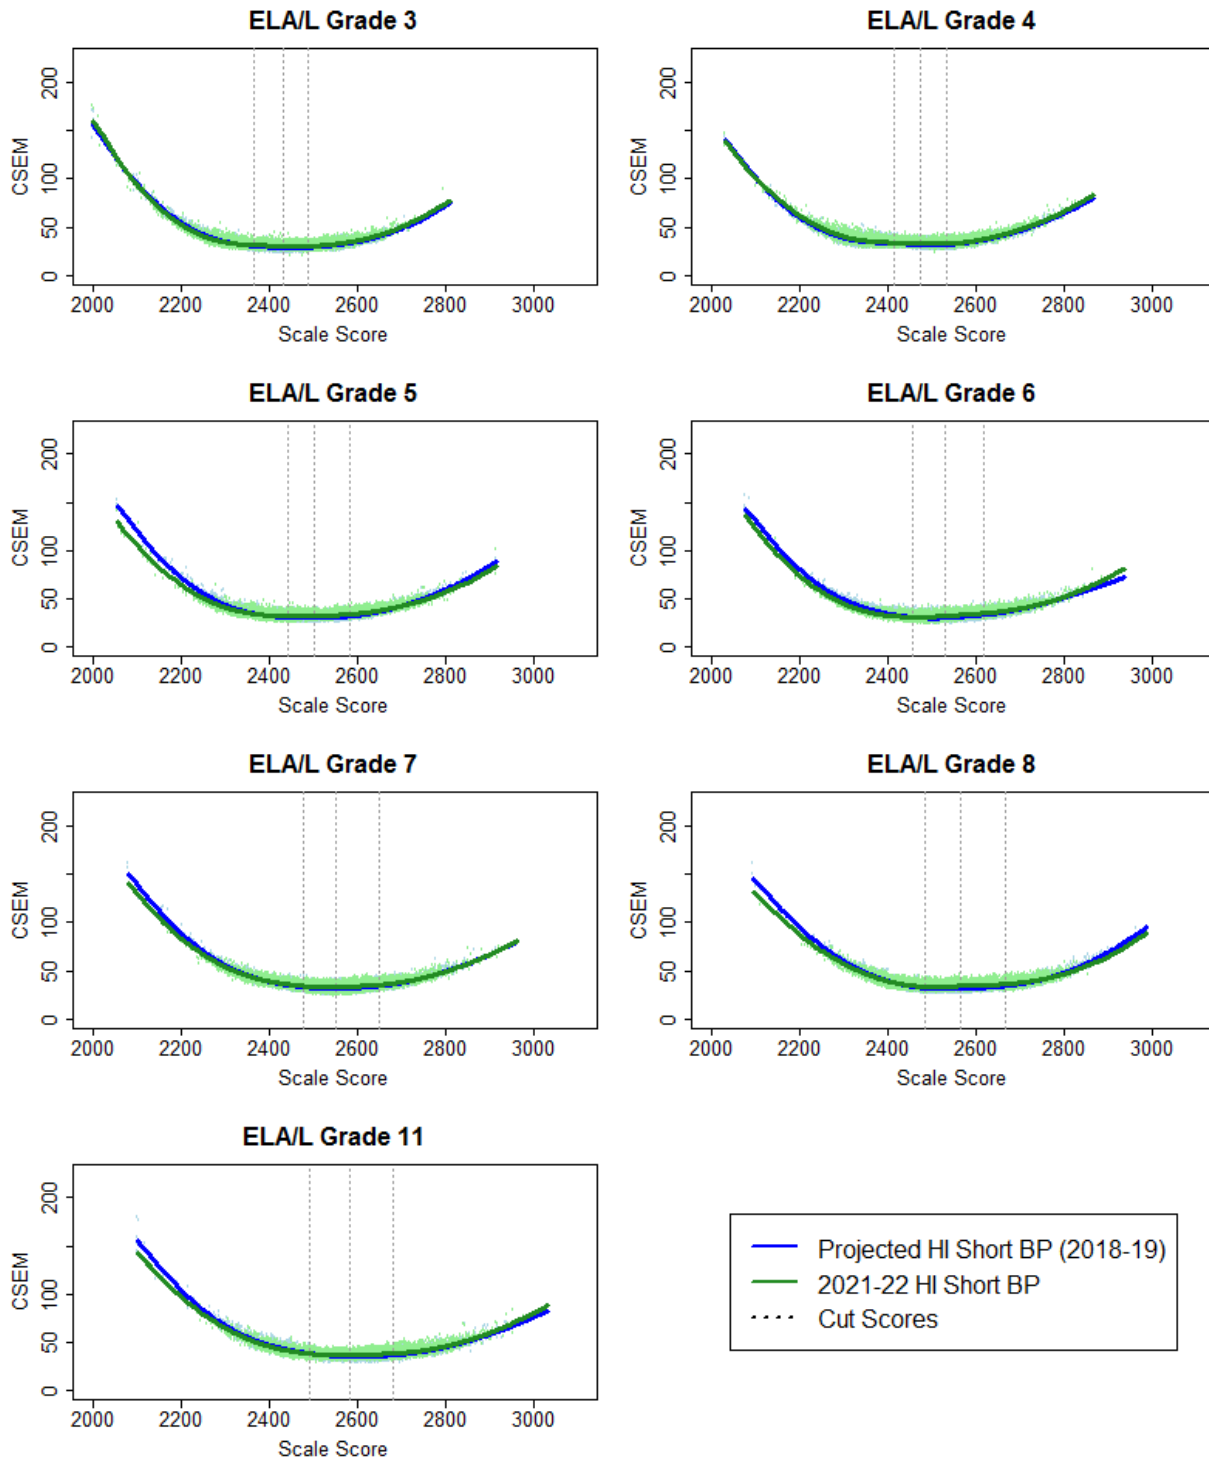 ELA/L Grade 3
CSEM
0 50 100 200
2000 2200 2400 2600 2800 3000
Scale Score
ELA/L Grade 4
CSEM
0 50 100 200
2000 2200 2400 2600 2800 3000
Scale Score
ELA/L Grade 5
CSEM
0 50 100 200
2000 2200 2400 2600 2800 3000
Scale Score
ELA/L Grade 6
CSEM
0 50 100 200
2000 2200 2400 2600 2800 3000
Scale Score
ELA/L Grade 7
CSEM
0 50 100 200
2000 2200 2400 2600 2800 3000
Scale Score
ELA/L Grade 8
CSEM
0 50 100 200
2000 2200 2400 2600 2800 3000
Scale Score
ELA/L Grade 11
CSEM
0 50 100 200
2000 2200 2400 2600 2800 3000
Scale Score
Projected HI Short BP (2018-19)
2021-22 HI Short BP
Cut Scores